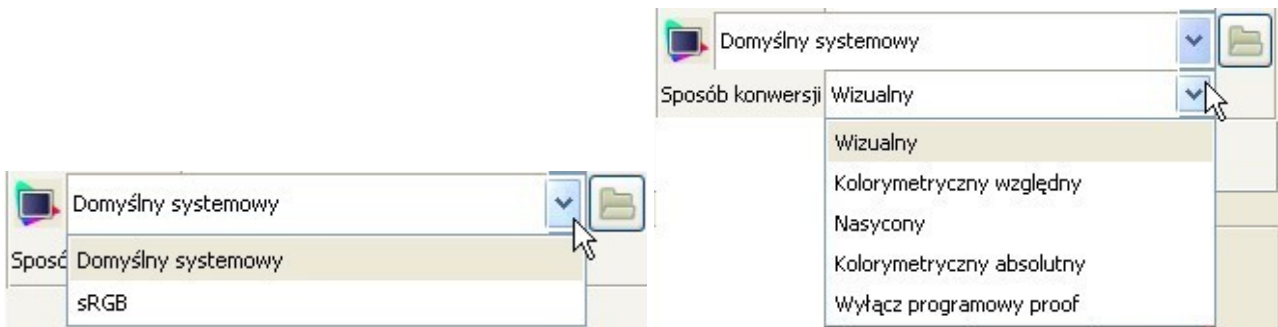 Domyślny systemowy
Sposó
Domyślny systemowy
sRGB
Domyślny systemowy
Sposób konwersji Wizualny
Wizualny
Kolorymetryczny względny
Nasycony
Kolorymetryczny absolutny
Wyłącz programowy proof